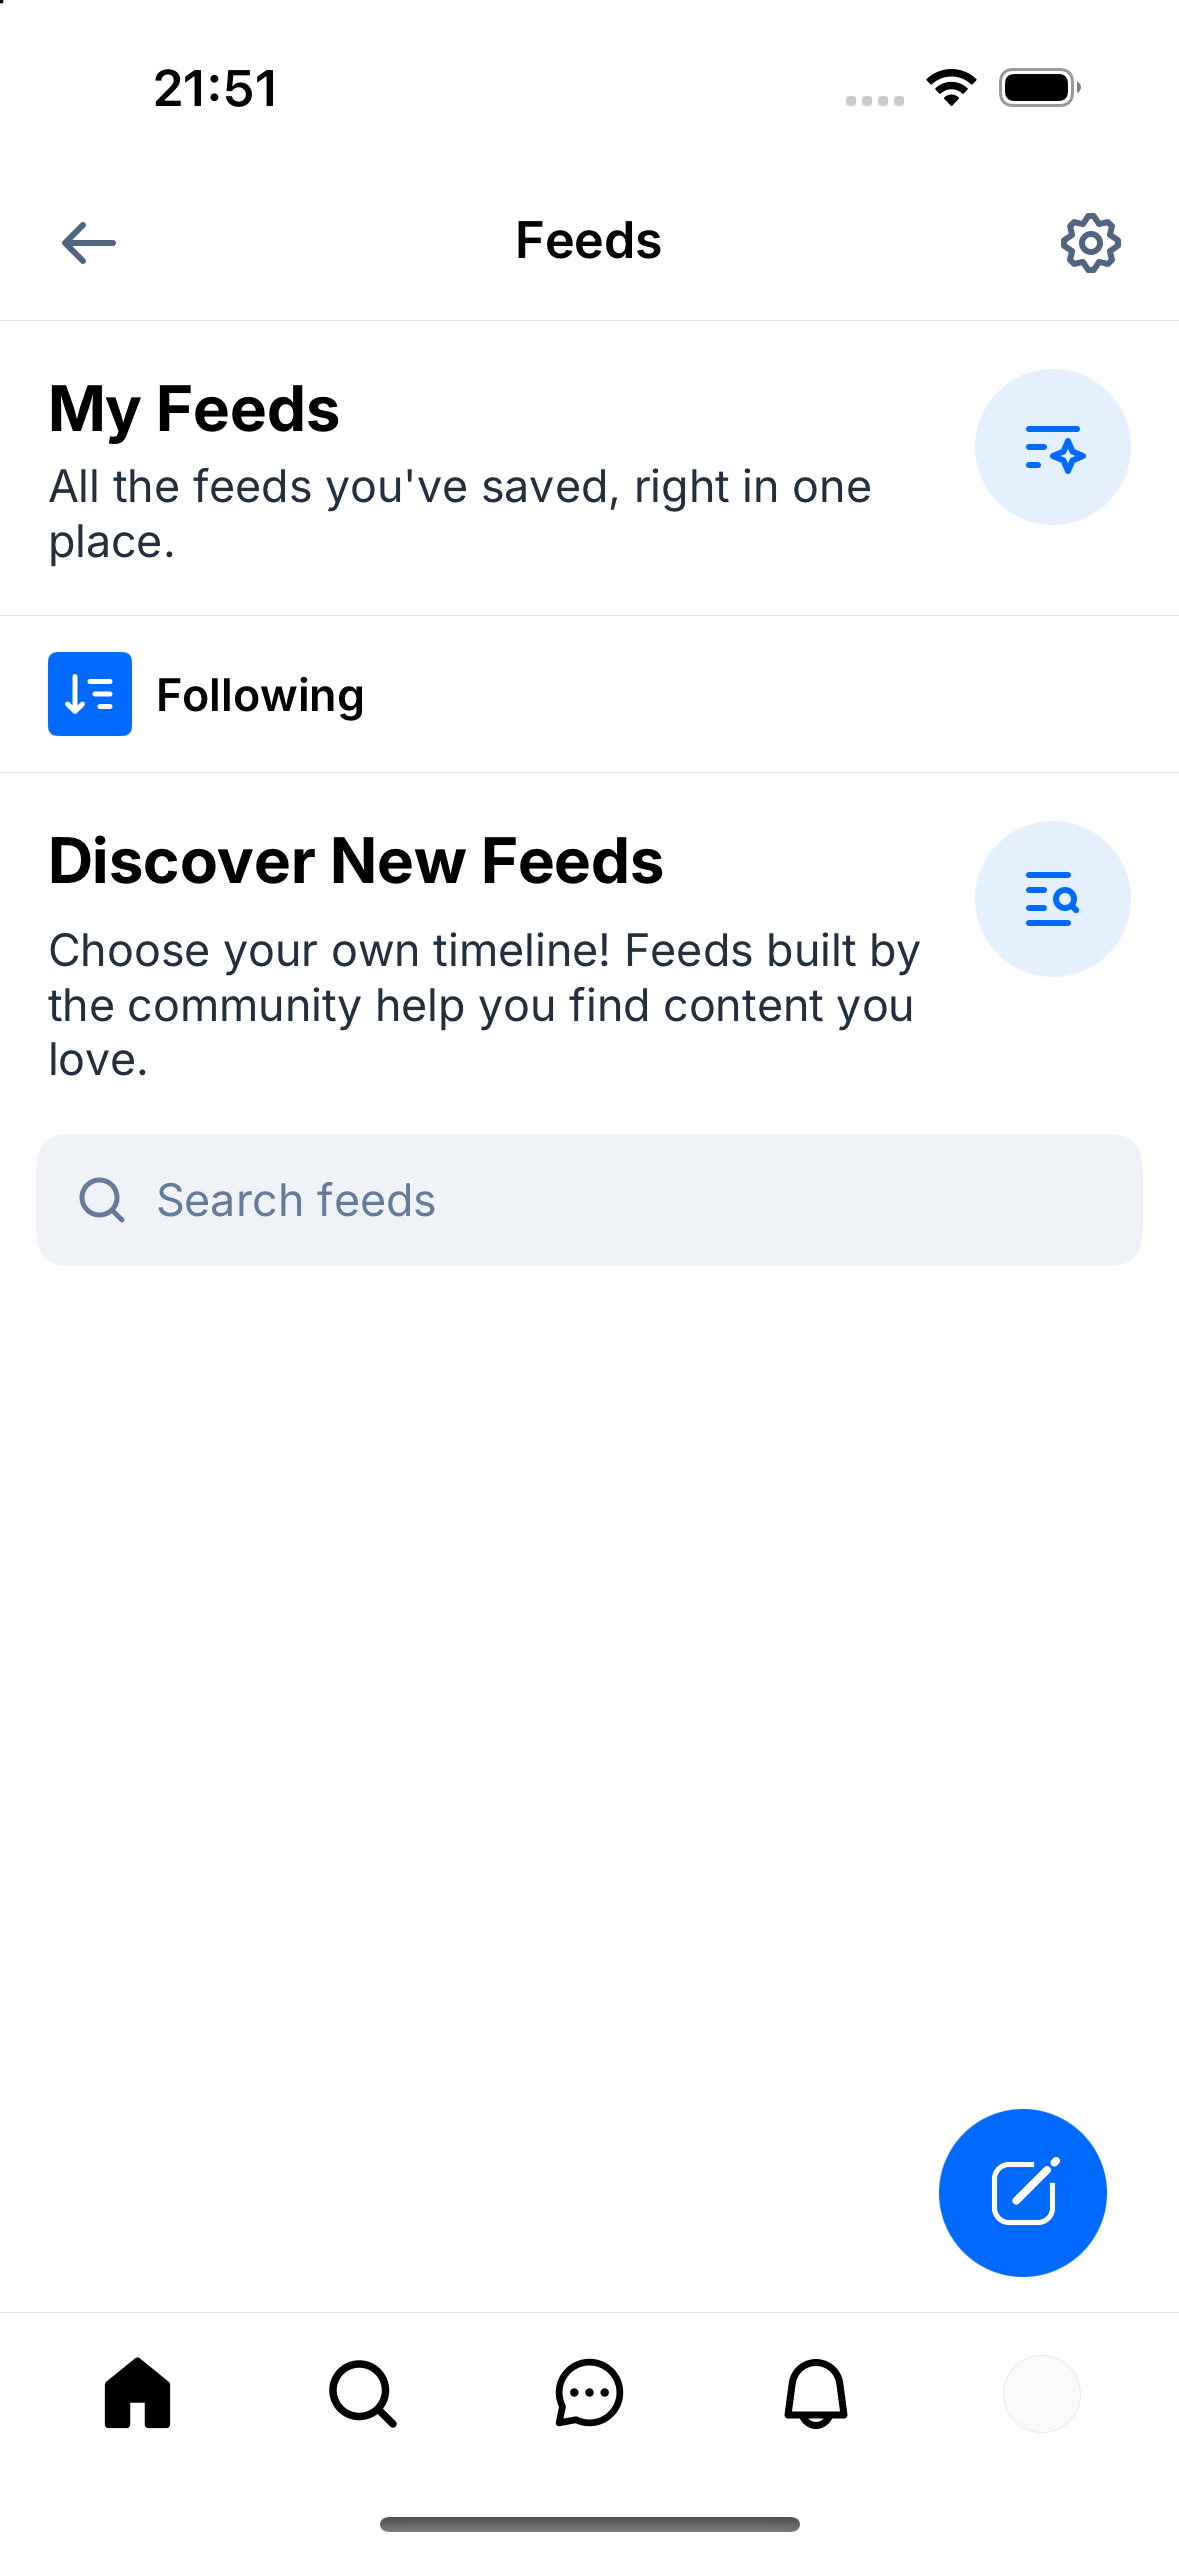 21:51
Feeds
My Feeds
All the feeds you've saved, right in one
place.
Following
Discover New Feeds
Choose your own timeline! Feeds built by
the community help you find content you
love.
Search feeds